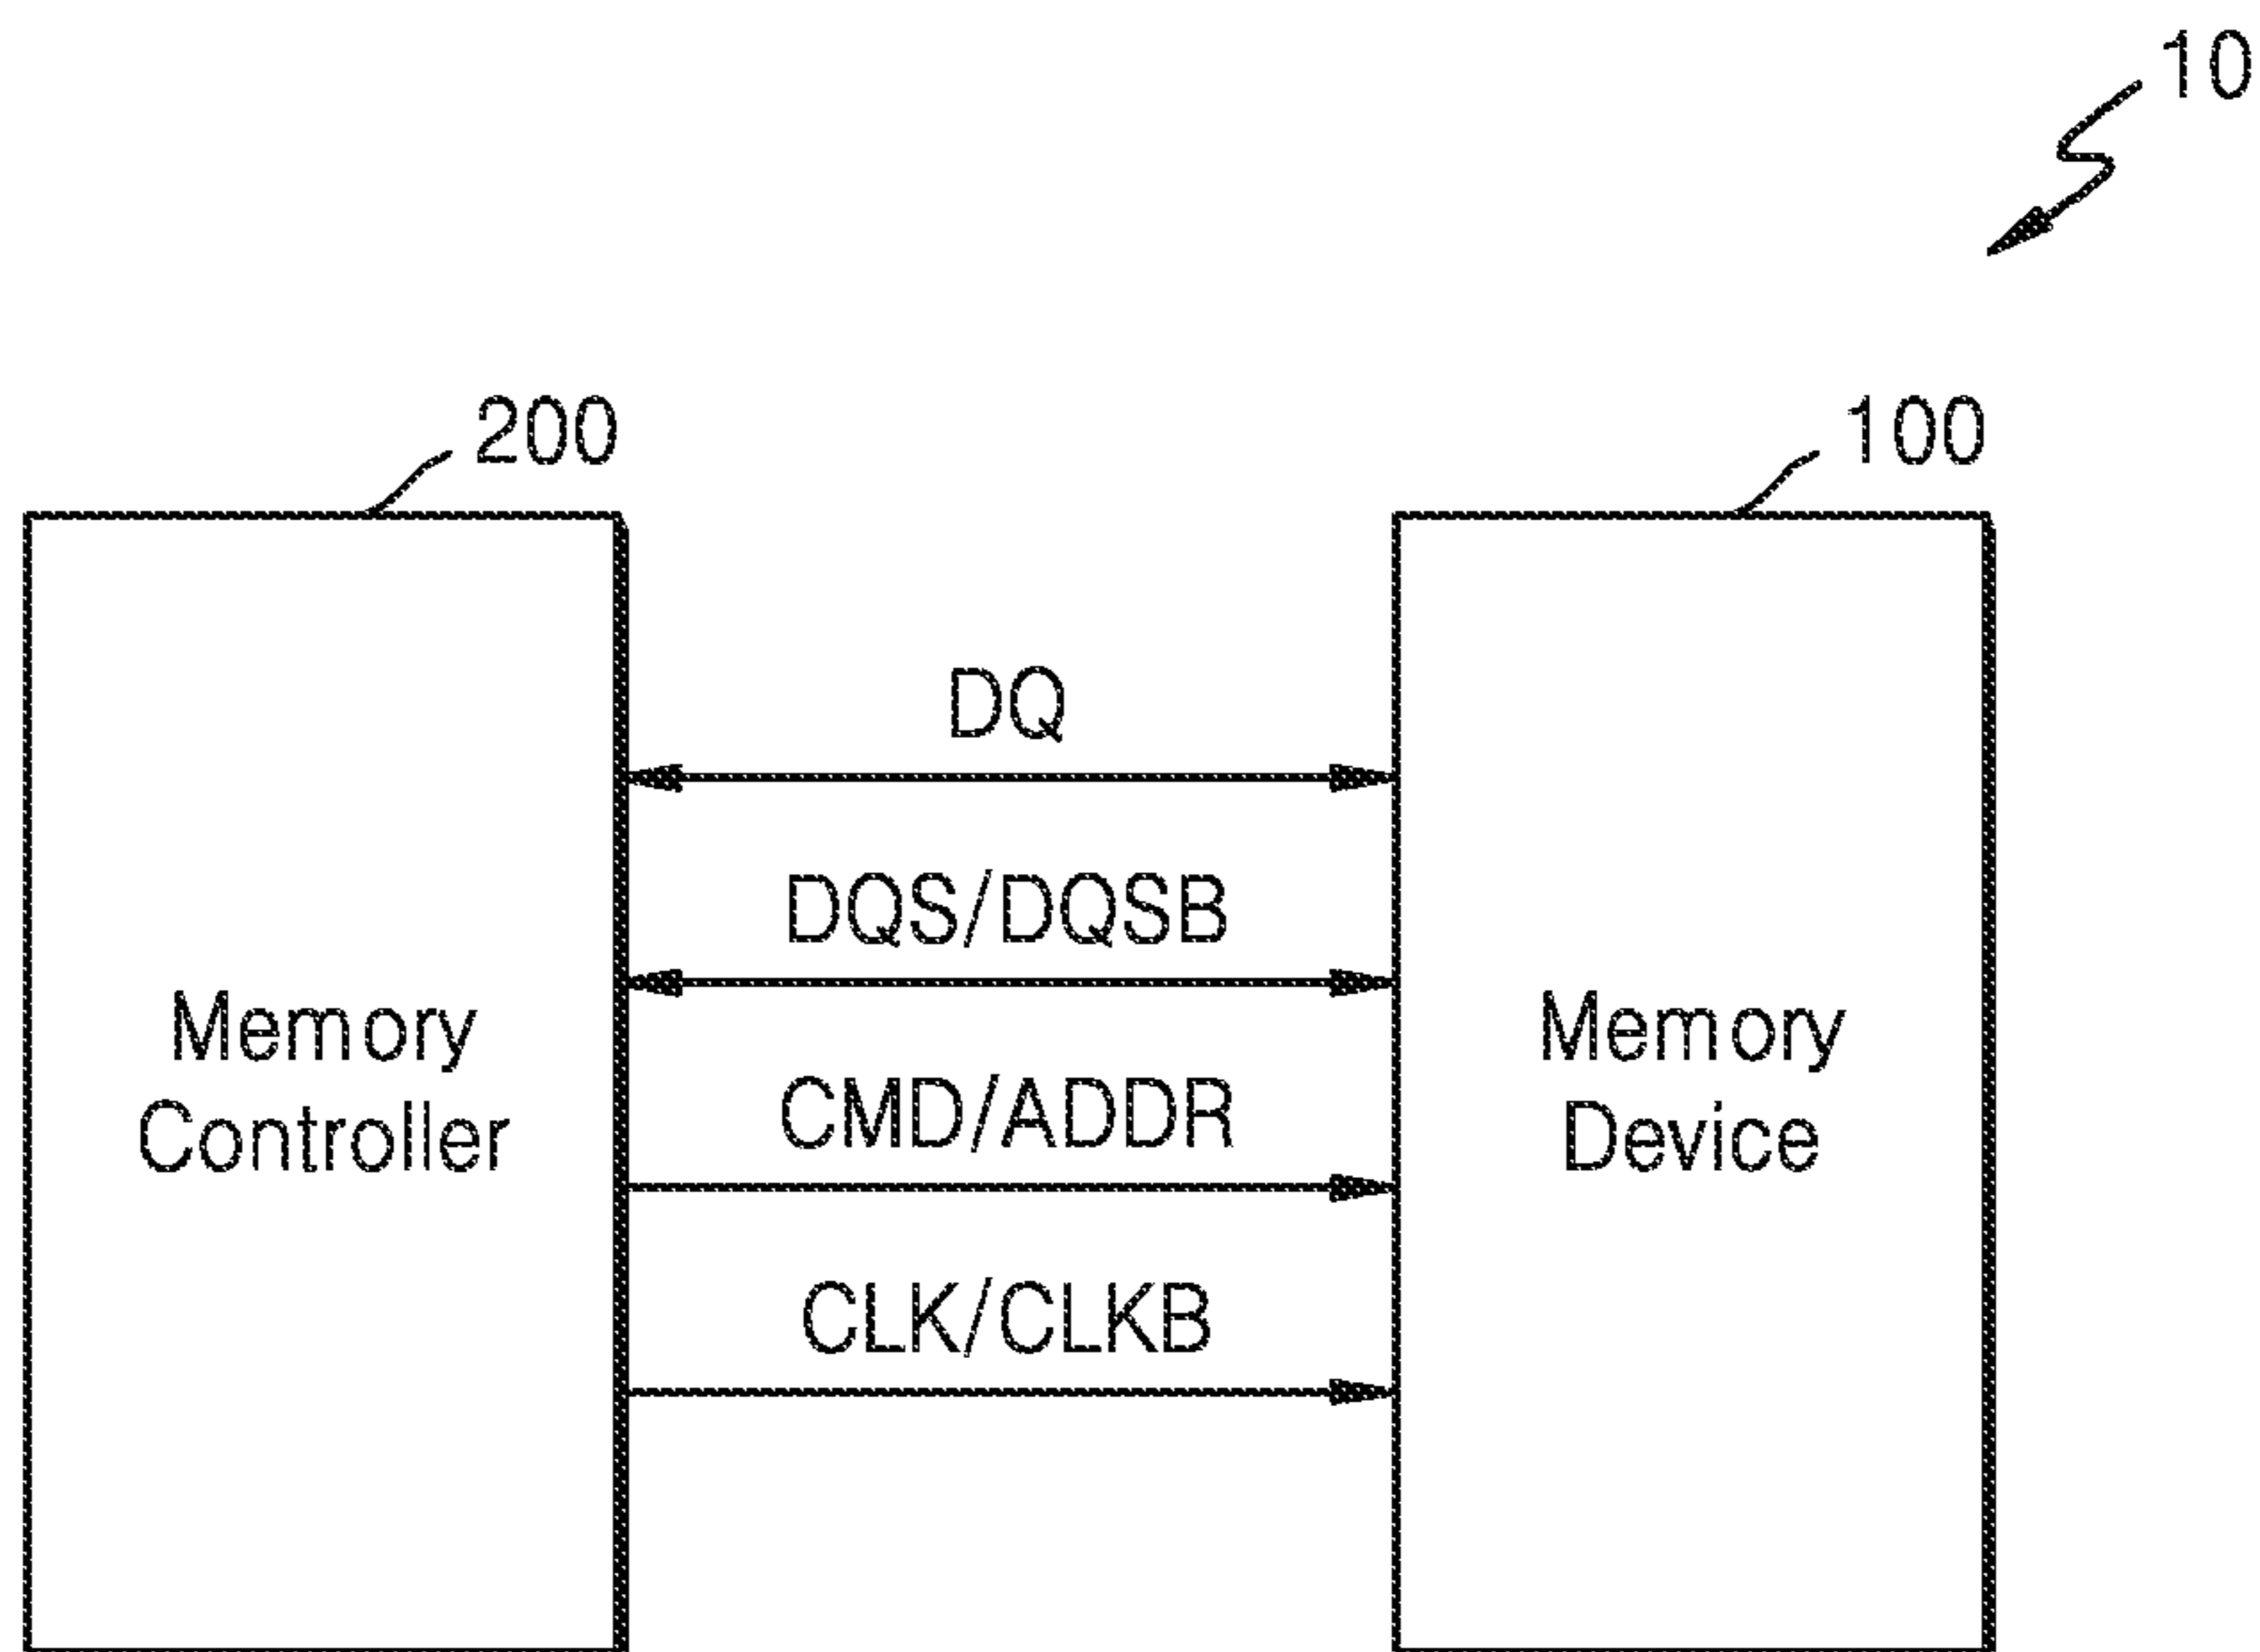 10
200
100
DQ
DQS/DQSB
CMD/ADDR
CLK/CLKB
Memory
Controller
Memory
Device